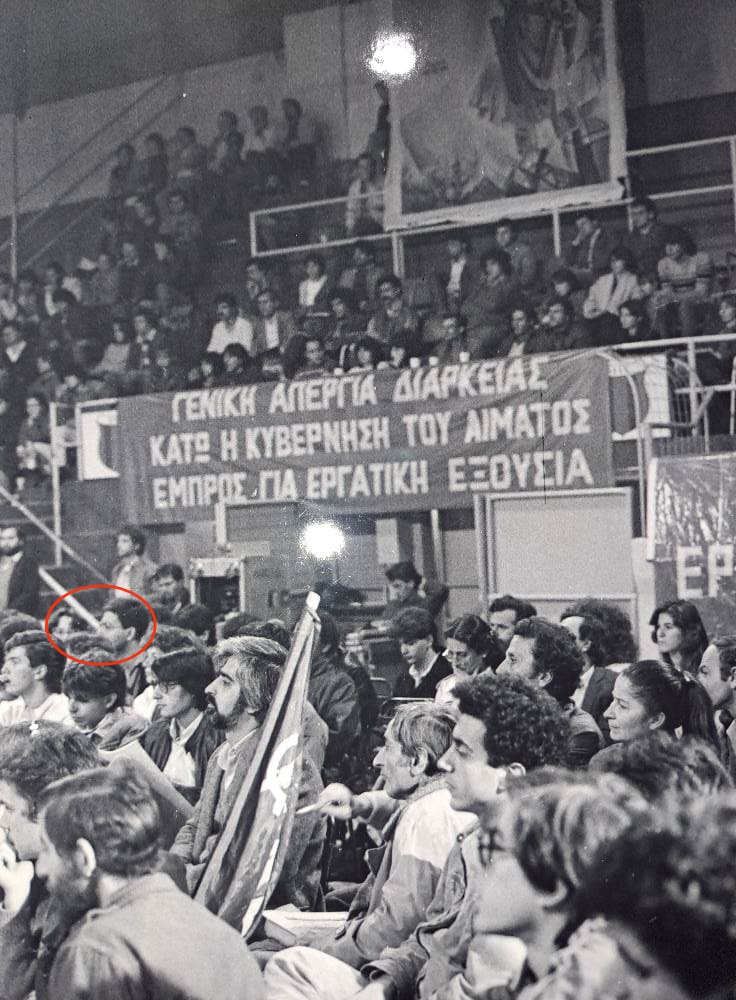 ΓΕΝΙΚΗ ΑΠΕΡΓΙΑ ΔΙΑΡΚΕΙΑΣ
ΚΑΤΩ Η ΚΥΒΕΡΝΗΣΗ ΤΟΥ ΑΙΜΑΤΟΣ
ΕΜΠΡΟΣ ΓΙΑ ΕΡΓΑΤΙΚΗ ΕΞΟΥΣΙΑ